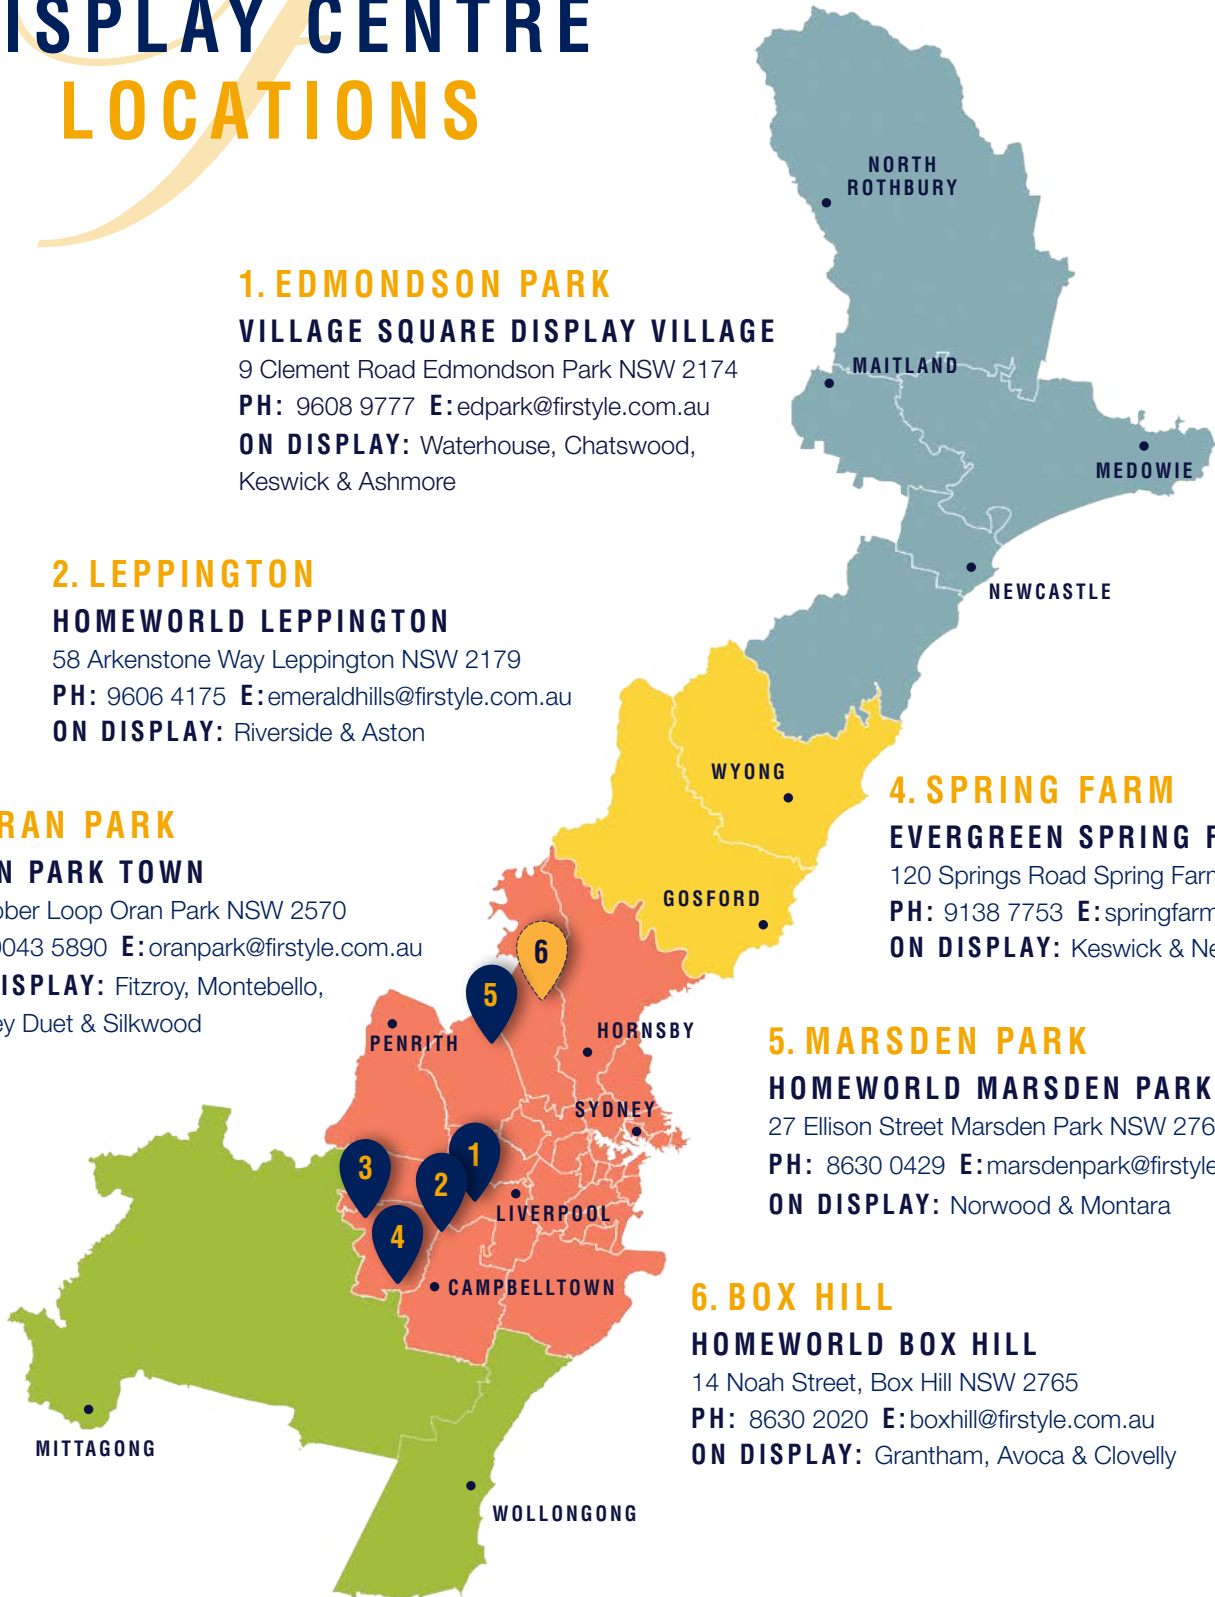 ISPLAY CENTRE
LOCATIONS
NORTH
ROTHBURY
1. EDMONDSON PARK
VILLAGE SQUARE DISPLAY VILLAGE
9 Clement Road Edmondson Park NSW 2174
PH: 9608 9777 E: edpark@firstyle.com.au
ON DISPLAY: Waterhouse, Chatswood,
Keswick & Ashmore
MAITLAND
MEDOWIE
NEWCASTLE
2. LEPPINGTON
HOMEWORLD LEPPINGTON
58 Arkenstone Way Leppington NSW 2179
PH: 9606 4175 E: emeraldhills@firstyle.com.au
ON DISPLAY: Riverside & Aston
WYONG
GOSFORD
RAN PARK
N PARK TOWN
ber Loop Oran Park NSW 2570
043 5890 E: oranpark@firstyle.com.au
ISPLAY: Fitzroy, Montebello,
ey Duet & Silkwood
4. SPRING FARM
EVERGREEN SPRING F
120 Springs Road Spring Farm
PH: 9138 7753 E: springfarm
ON DISPLAY: Keswick & Ne
6
5
PENRITH
HORNSBY
SYDNEY
1
3
2
4
LIVERPOOL
CAMPBELLTOWN
5. MARSDEN PARK
HOMEWORLD MARSDEN PARK
27 Ellison Street Marsden Park NSW 276
PH: 8630 0429 E: marsdenpark@firstyle
ON DISPLAY: Norwood & Montara
6. BOX HILL
HOMEWORLD BOX HILL
14 Noah Street, Box Hill NSW 2765
PH: 8630 2020 E: boxhill@firstyle.com.au
ON DISPLAY: Grantham, Avoca & Clovelly
MITTAGONG
WOLLONGONG